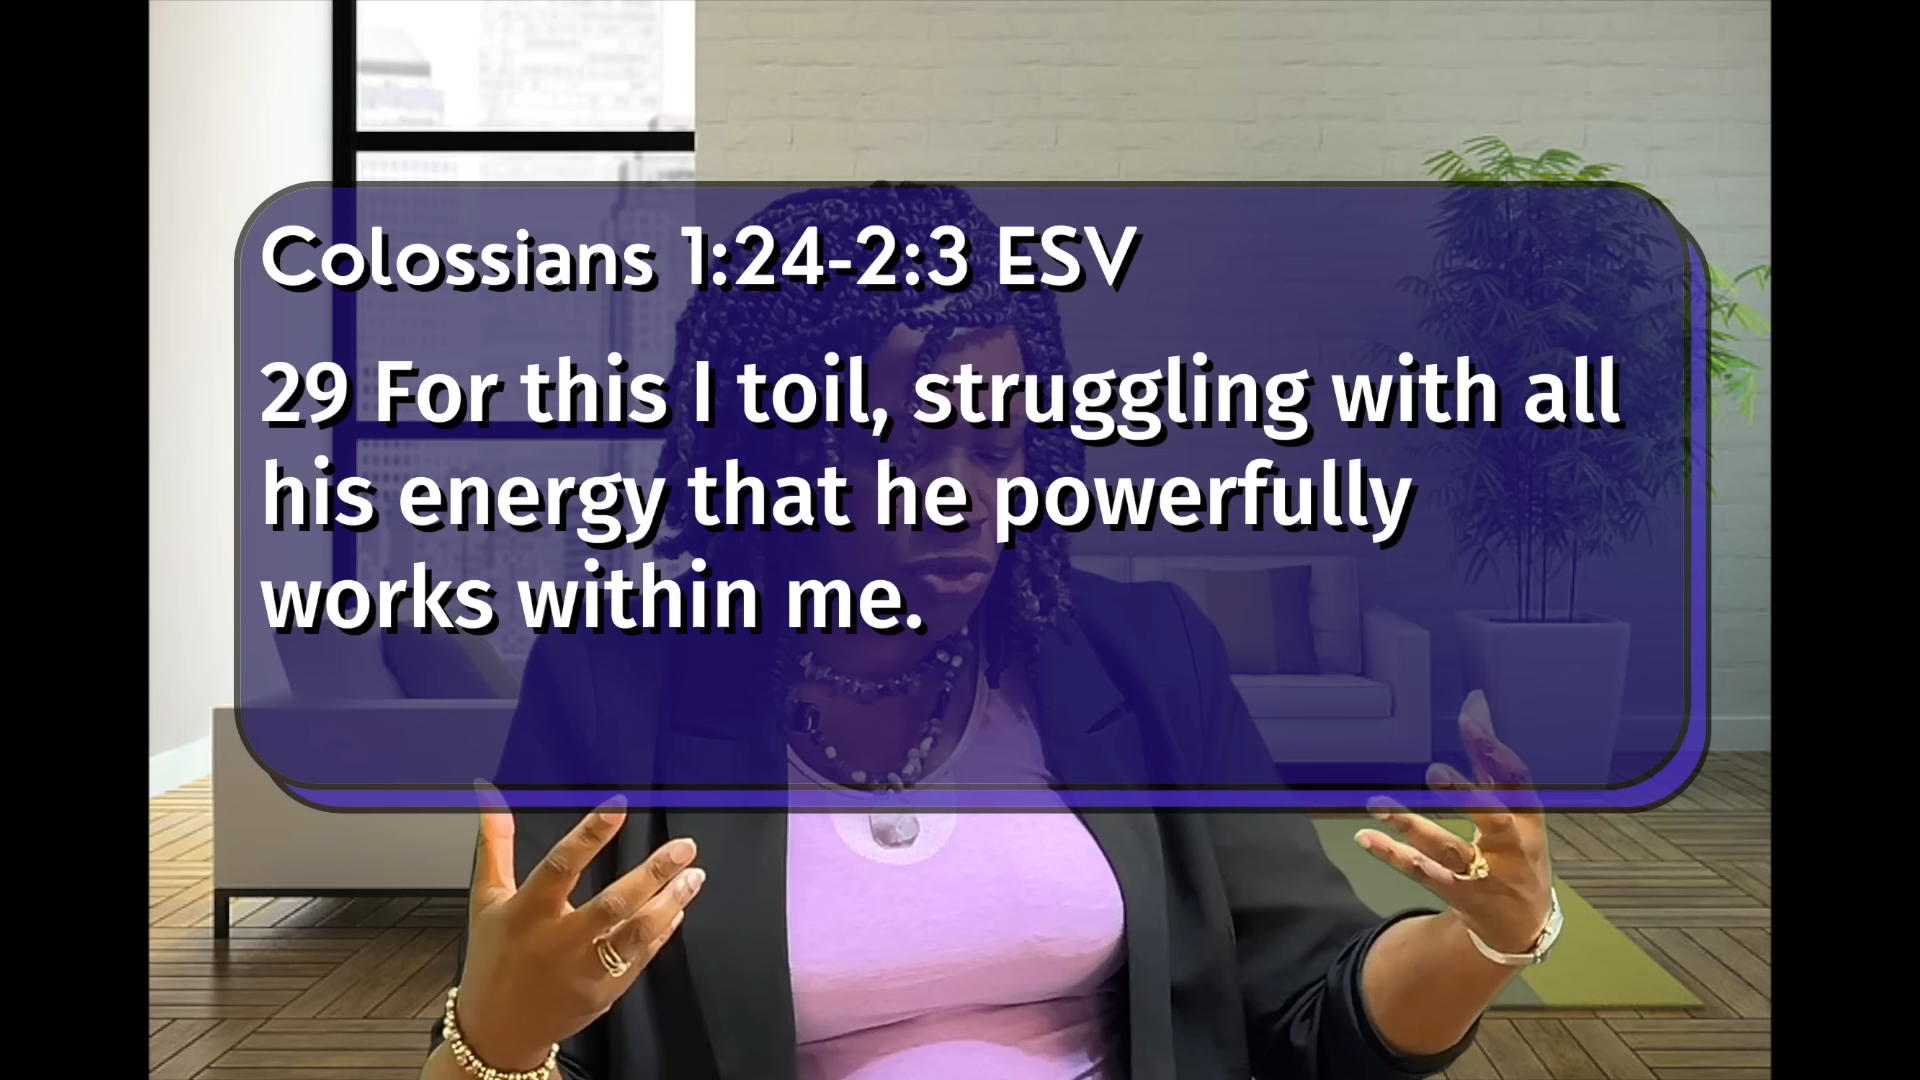 Colossians 1:24-2:3 ESV
29 For this I toil, struggling with all
his energy that he powerfully
works within me.